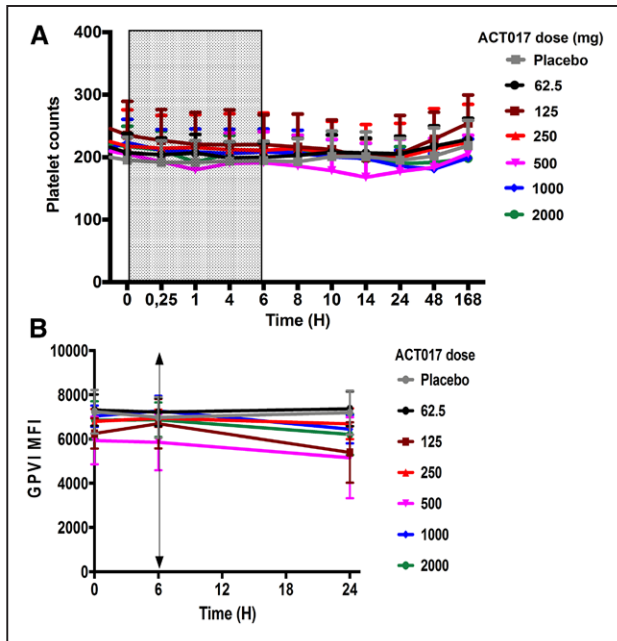 A
ACT017 dose (mg)
Placebo
62.5
125
250
500
1000
2000
Platelet counts
400
300
200
100
0
0 0,25 1 4 6 8 10 14 24 48 168
Time (H)
B
ACT017 dose
Placebo
62.5
125
250
500
1000
2000
GPVI MFI
10000
8000
6000
4000
2000
0
0 6 12 18 24
Time (H)